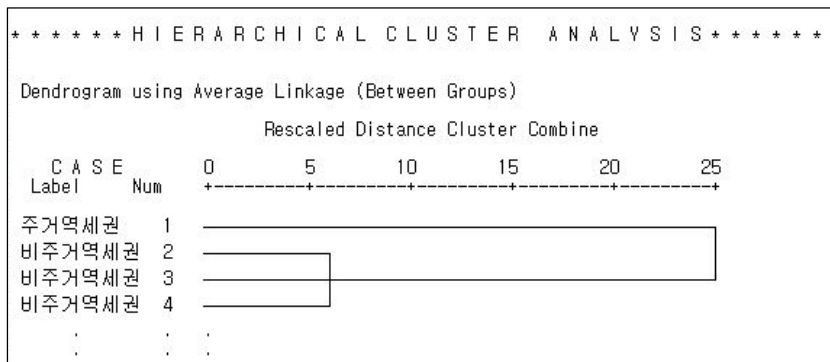 * * * * * * H I E R A R C H I C A L  C L U S T E R  A N A L Y S I S * * * * * *
Dendrogram using Average Linkage (Between Groups)
Rescaled Distance Cluster Combine
C A S E 0 5 10 15 20 25
Label Num +---------+---------+---------+---------+---------+
주거역세권 1
비주거역세권 2
비주거역세권 3
비주거역세권 4
. . .
. . .